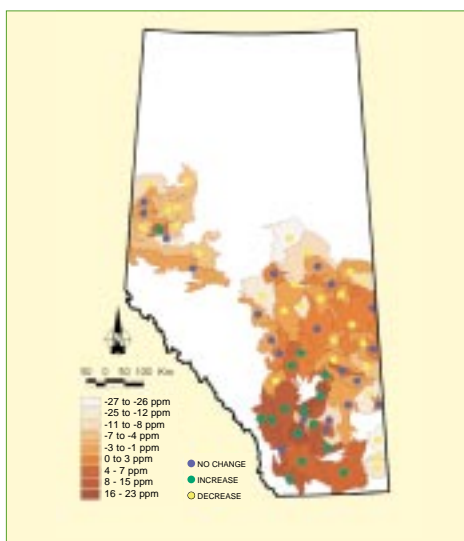 50 0 50 100 Km
-27 to -26 ppm
-25 to -12 ppm
-11 to -8 ppm
-7 to -4 ppm
-3 to -1 ppm
0 to 3 ppm
4 - 7 ppm
8 - 15 ppm
16 - 23 ppm
NO CHANGE
INCREASE
DECREASE